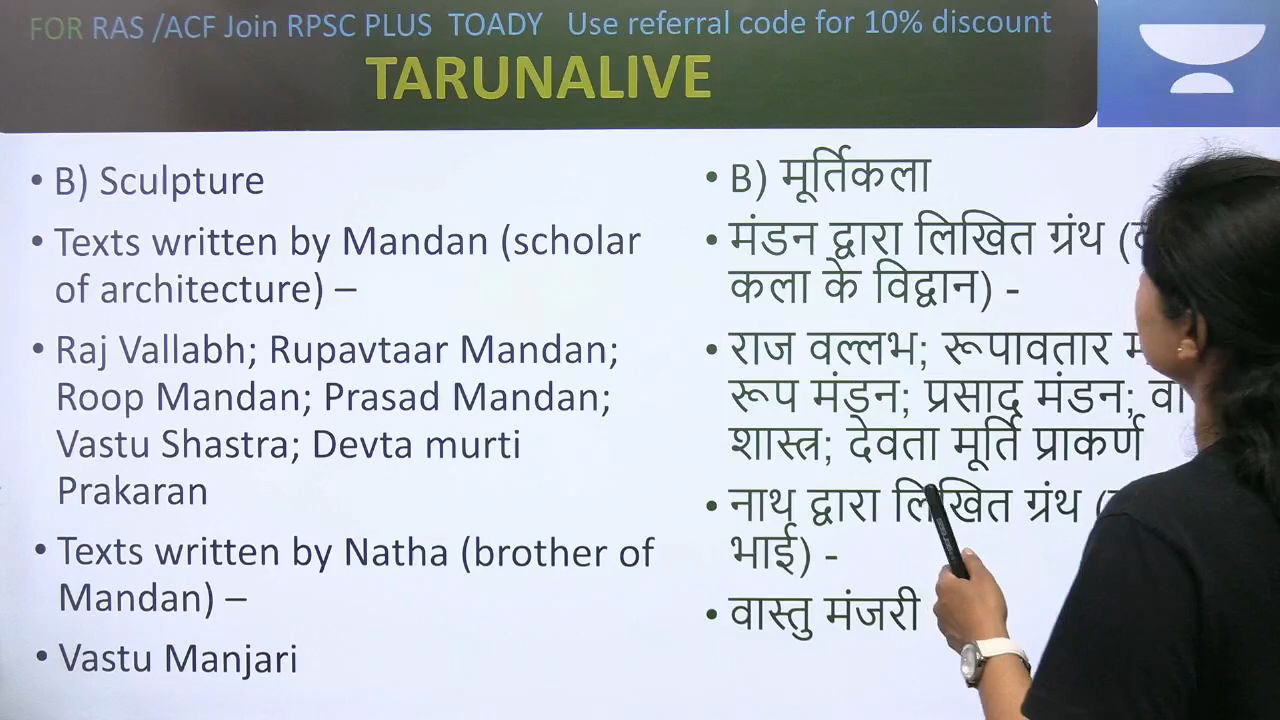 FOR RAS /ACF Join RPSC PLUS TOADY Use referral code for 10% discount
TARUNALIVE
• B) Sculpture
• Texts written by Mandan (scholar
of architecture) –
• Raj Vallabh; Rupavtaar Mandan;
Roop Mandan; Prasad Mandan;
Vastu Shastra; Devta murti
Prakaran
• Texts written by Natha (brother of
Mandan) –
• Vastu Manjari
• B) मूर्तिकला
• मंडन द्वारा लिखित ग्रंथ (
कला के विद्वान) -
• राज वल्लभ; रूपावतार
रूप मंडन; प्रसाद मंडन;
शास्त्र; देवता मूर्ति प्राकर्ण
• नाथ द्वारा लिखित ग्रंथ (
भाई) -
• वास्तु मंजरी